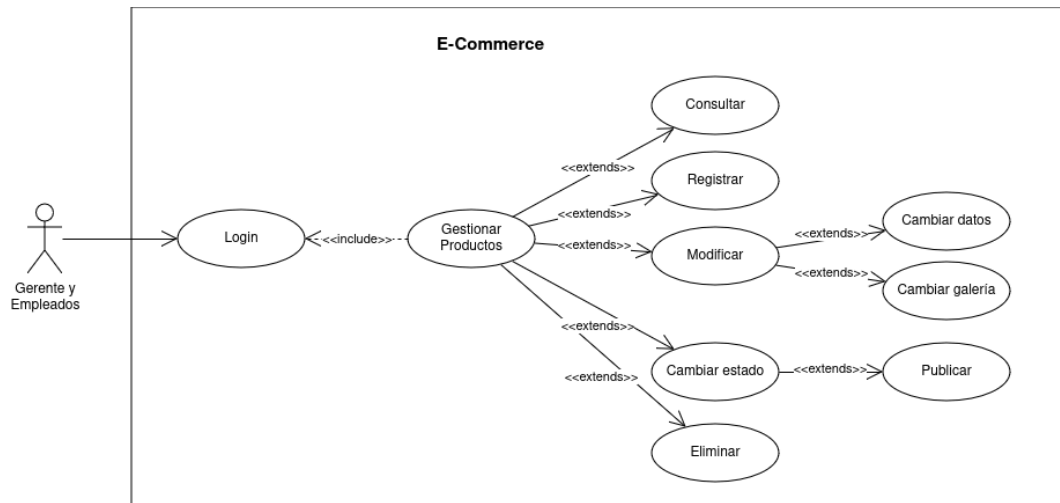 E-Commerce
Consultar
<<extends>>
Registrar
<<extends>>
Gerente y
Empleados
Login
<<include>>
Gestionar
Productos
<<extends>>
Modificar
<<extends>>
Cambiar datos
<<extends>>
Cambiar galería
<<extends>>
Cambiar estado
<<extends>>
Publicar
<<extends>>
Eliminar